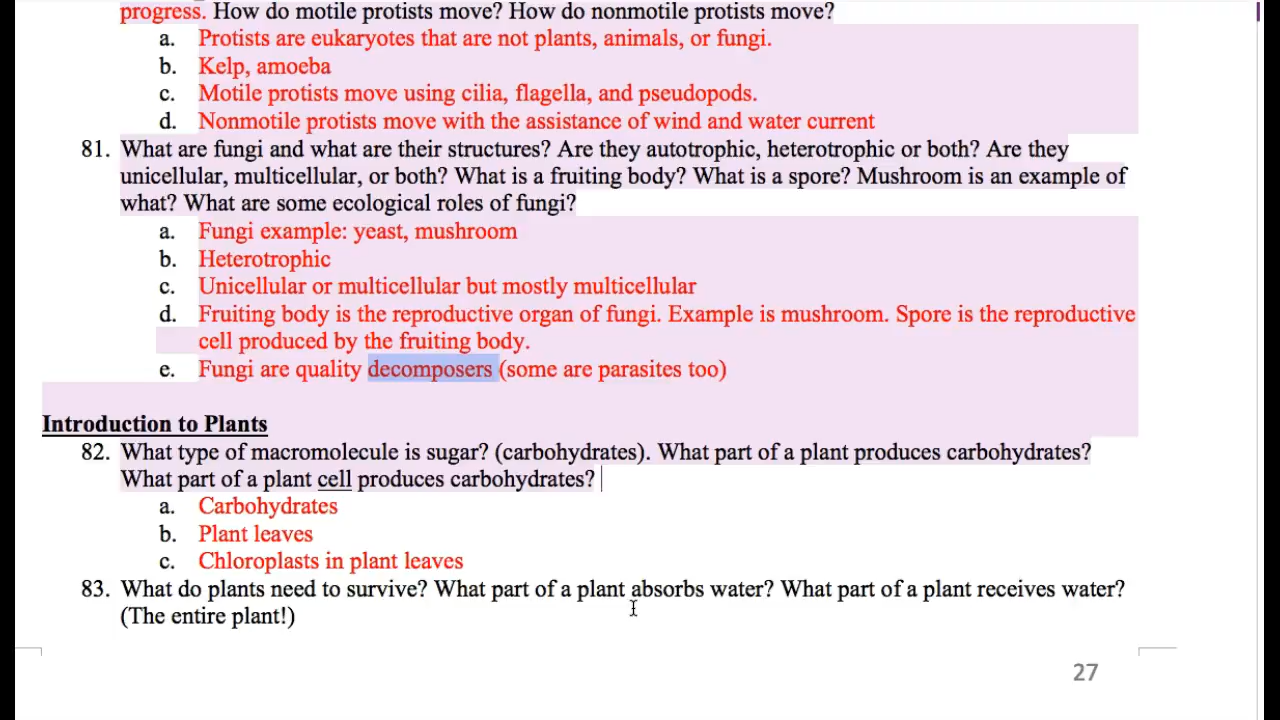 progress. How do motile protists move? How do nonmotile protists move?
a. Protists are eukaryotes that are not plants, animals, or fungi.
b. Kelp, amoeba
c. Motile protists move using cilia, flagella, and pseudopods.
d. Nonmotile protists move with the assistance of wind and water current
81. What are fungi and what are their structures? Are they autotrophic, heterotrophic or both? Are they
unicellular, multicellular, or both? What is a fruiting body? What is a spore? Mushroom is an example of
what? What are some ecological roles of fungi?
a. Fungi example: yeast, mushroom
b. Heterotrophic
c. Unicellular or multicellular but mostly multicellular
d. Fruiting body is the reproductive organ of fungi. Example is mushroom. Spore is the reproductive
cell produced by the fruiting body.
e. Fungi are quality decomposers (some are parasites too)
Introduction to Plants
82. What type of macromolecule is sugar? (carbohydrates). What part of a plant produces carbohydrates?
What part of a plant cell produces carbohydrates?
a. Carbohydrates
b. Plant leaves
c. Chloroplasts in plant leaves
83. What do plants need to survive? What part of a plant absorbs water? What part of a plant receives water?
(The entire plant!)
27